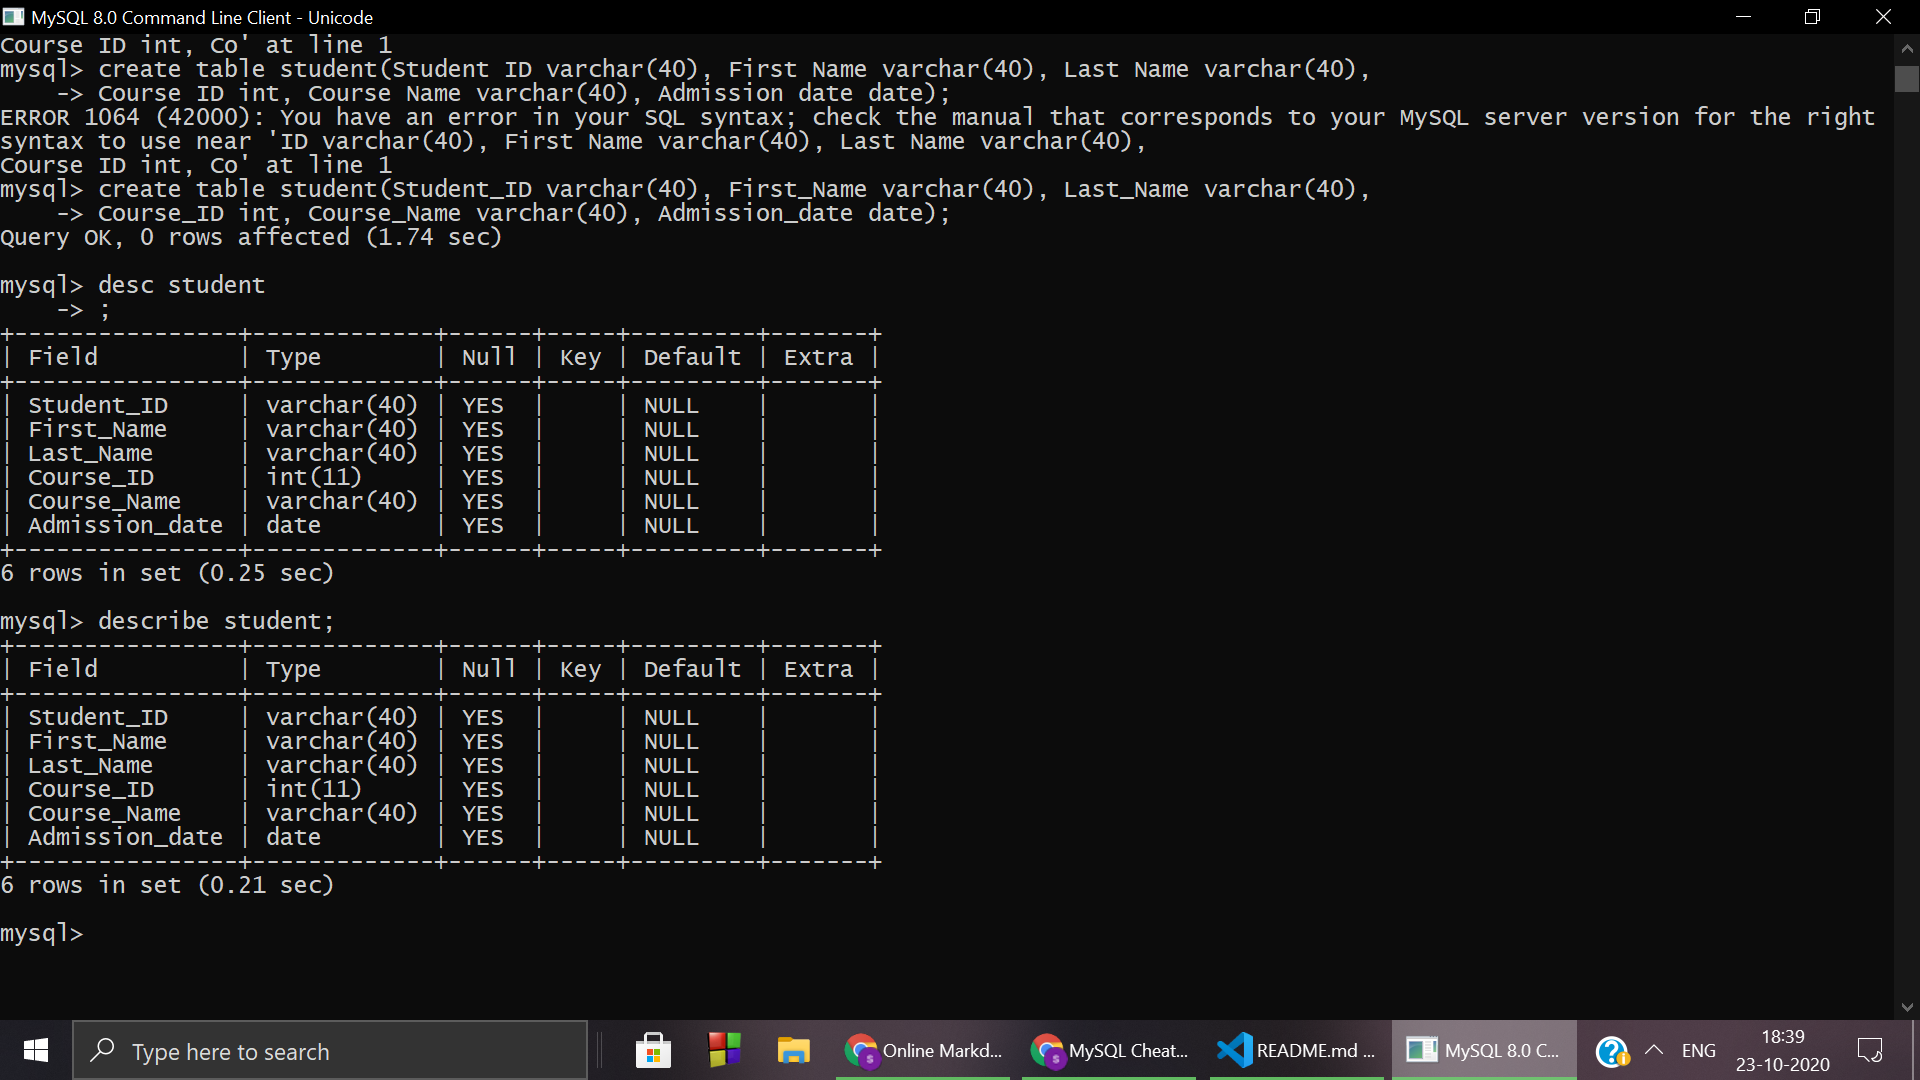 MySQL 8.0 Command Line Client - Unicode
Course ID int, Co' at line 1
mysql> create table student(Student ID varchar(40), First Name varchar(40), Last Name varchar(40),
    -> Course ID int, Course Name varchar(40), Admission date date);
ERROR 1064 (42000): You have an error in your SQL syntax; check the manual that corresponds to your MySQL server version for the right
syntax to use near 'ID varchar(40), First Name varchar(40), Last Name varchar(40),
Course ID int, Co' at line 1
mysql> create table student(Student_ID varchar(40), First_Name varchar(40), Last_Name varchar(40),
    -> Course_ID int, Course_Name varchar(40), Admission_date date);
Query OK, 0 rows affected (1.74 sec)
mysql> desc student
    -> ;
+----------------+-------------+------+-----+---------+-------+
| Field          | Type        | Null | Key | Default | Extra |
+----------------+-------------+------+-----+---------+-------+
| Student_ID     | varchar(40) | YES  |     | NULL    |       |
| First_Name     | varchar(40) | YES  |     | NULL    |       |
| Last_Name      | varchar(40) | YES  |     | NULL    |       |
| Course_ID      | int(11)     | YES  |     | NULL    |       |
| Course_Name    | varchar(40) | YES  |     | NULL    |       |
| Admission_date | date        | YES  |     | NULL    |       |
+----------------+-------------+------+-----+---------+-------+
6 rows in set (0.25 sec)
mysql> describe student;
+----------------+-------------+------+-----+---------+-------+
| Field          | Type        | Null | Key | Default | Extra |
+----------------+-------------+------+-----+---------+-------+
| Student_ID     | varchar(40) | YES  |     | NULL    |       |
| First_Name     | varchar(40) | YES  |     | NULL    |       |
| Last_Name      | varchar(40) | YES  |     | NULL    |       |
| Course_ID      | int(11)     | YES  |     | NULL    |       |
| Course_Name    | varchar(40) | YES  |     | NULL    |       |
| Admission_date | date        | YES  |     | NULL    |       |
+----------------+-------------+------+-----+---------+-------+
6 rows in set (0.21 sec)
mysql>
Type here to search
Online Markd...
MySQL Cheat...
README.md ...
MySQL 8.0 C...
ENG
18:39
23-10-2020